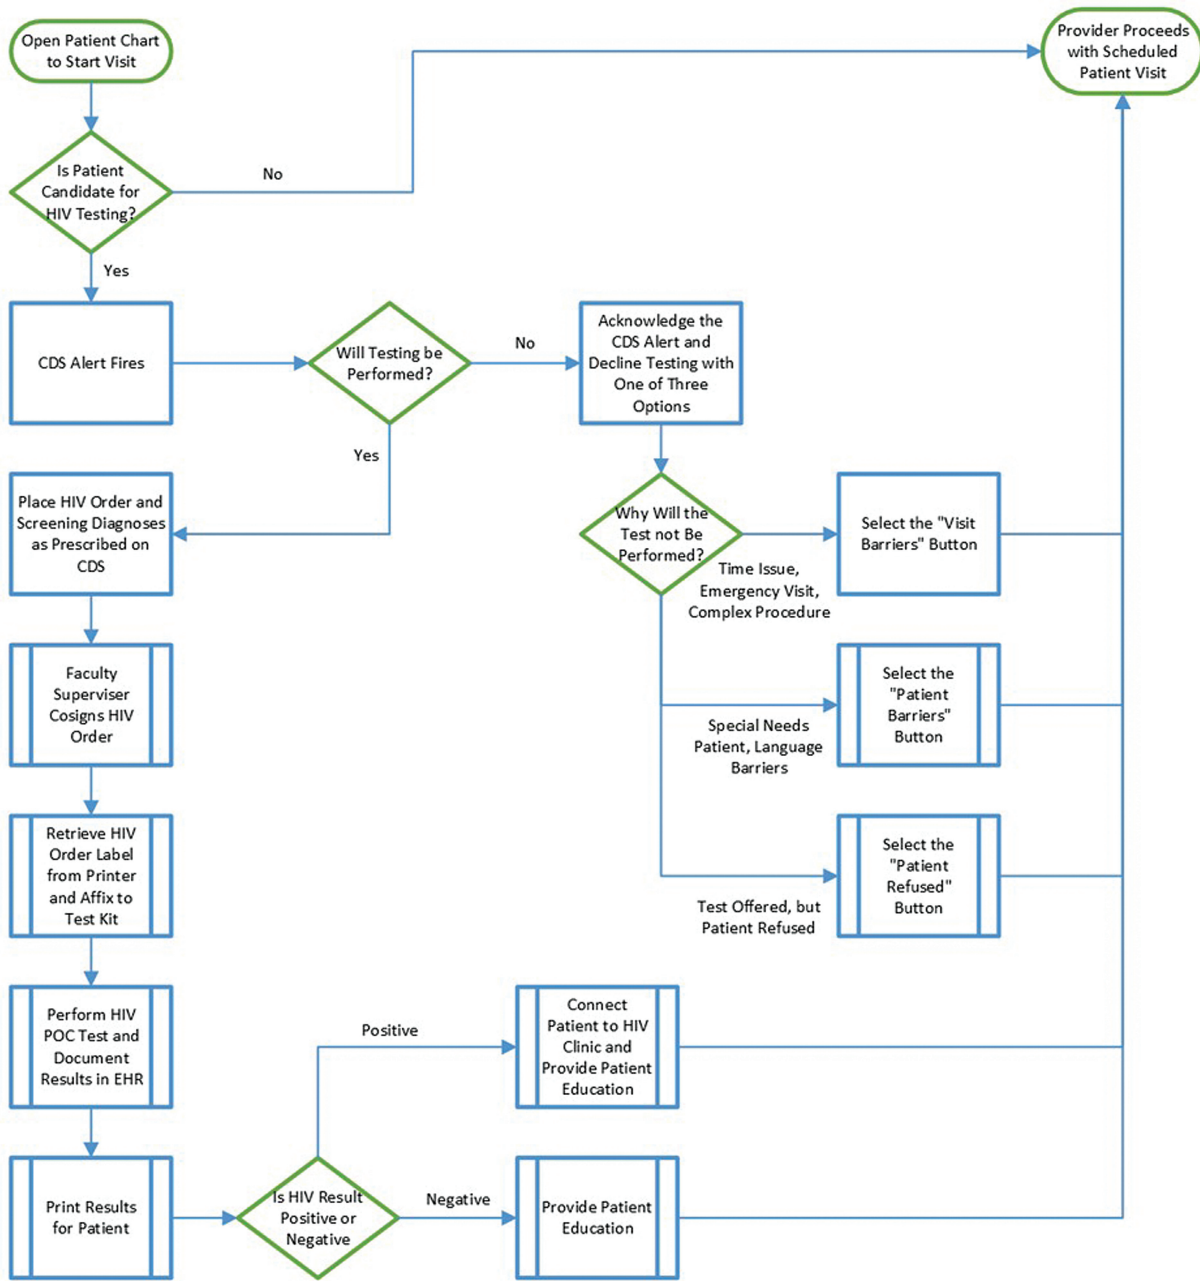 Open Patient Chart
to Start Visit
Provider Proceeds
with Scheduled
Patient Visit
Is Patient
Candidate for
HIV Testing?
No
Yes
CDS Alert Fires
Will Testing be
Performed?
No
Acknowledge the
CDS Alert and
Decline Testing with
One of Three
Options
Yes
Place HIV Order and
Screening Diagnoses
as Prescribed on
CDS
Why Will the
Test not Be
Performed?
Time Issue,
Emergency Visit,
Complex Procedure
Select the "Visit
Barriers" Button
Faculty
Superviser
Cosigns HIV
Order
Special Needs
Patient, Language
Barriers
Select the
"Patient
Barriers"
Button
Retrieve HIV
Order Label
from Printer
and Affix to
Test Kit
Test Offered, but
Patient Refused
Select the
"Patient
Refused"
Button
Perform HIV
POC Test and
Document
Results in EHR
Positive
Connect
Patient to HIV
Clinic and
Provide Patient
Education
Print Results
for Patient
Is HIV Result
Positive or
Negative
Negative
Provide Patient
Education